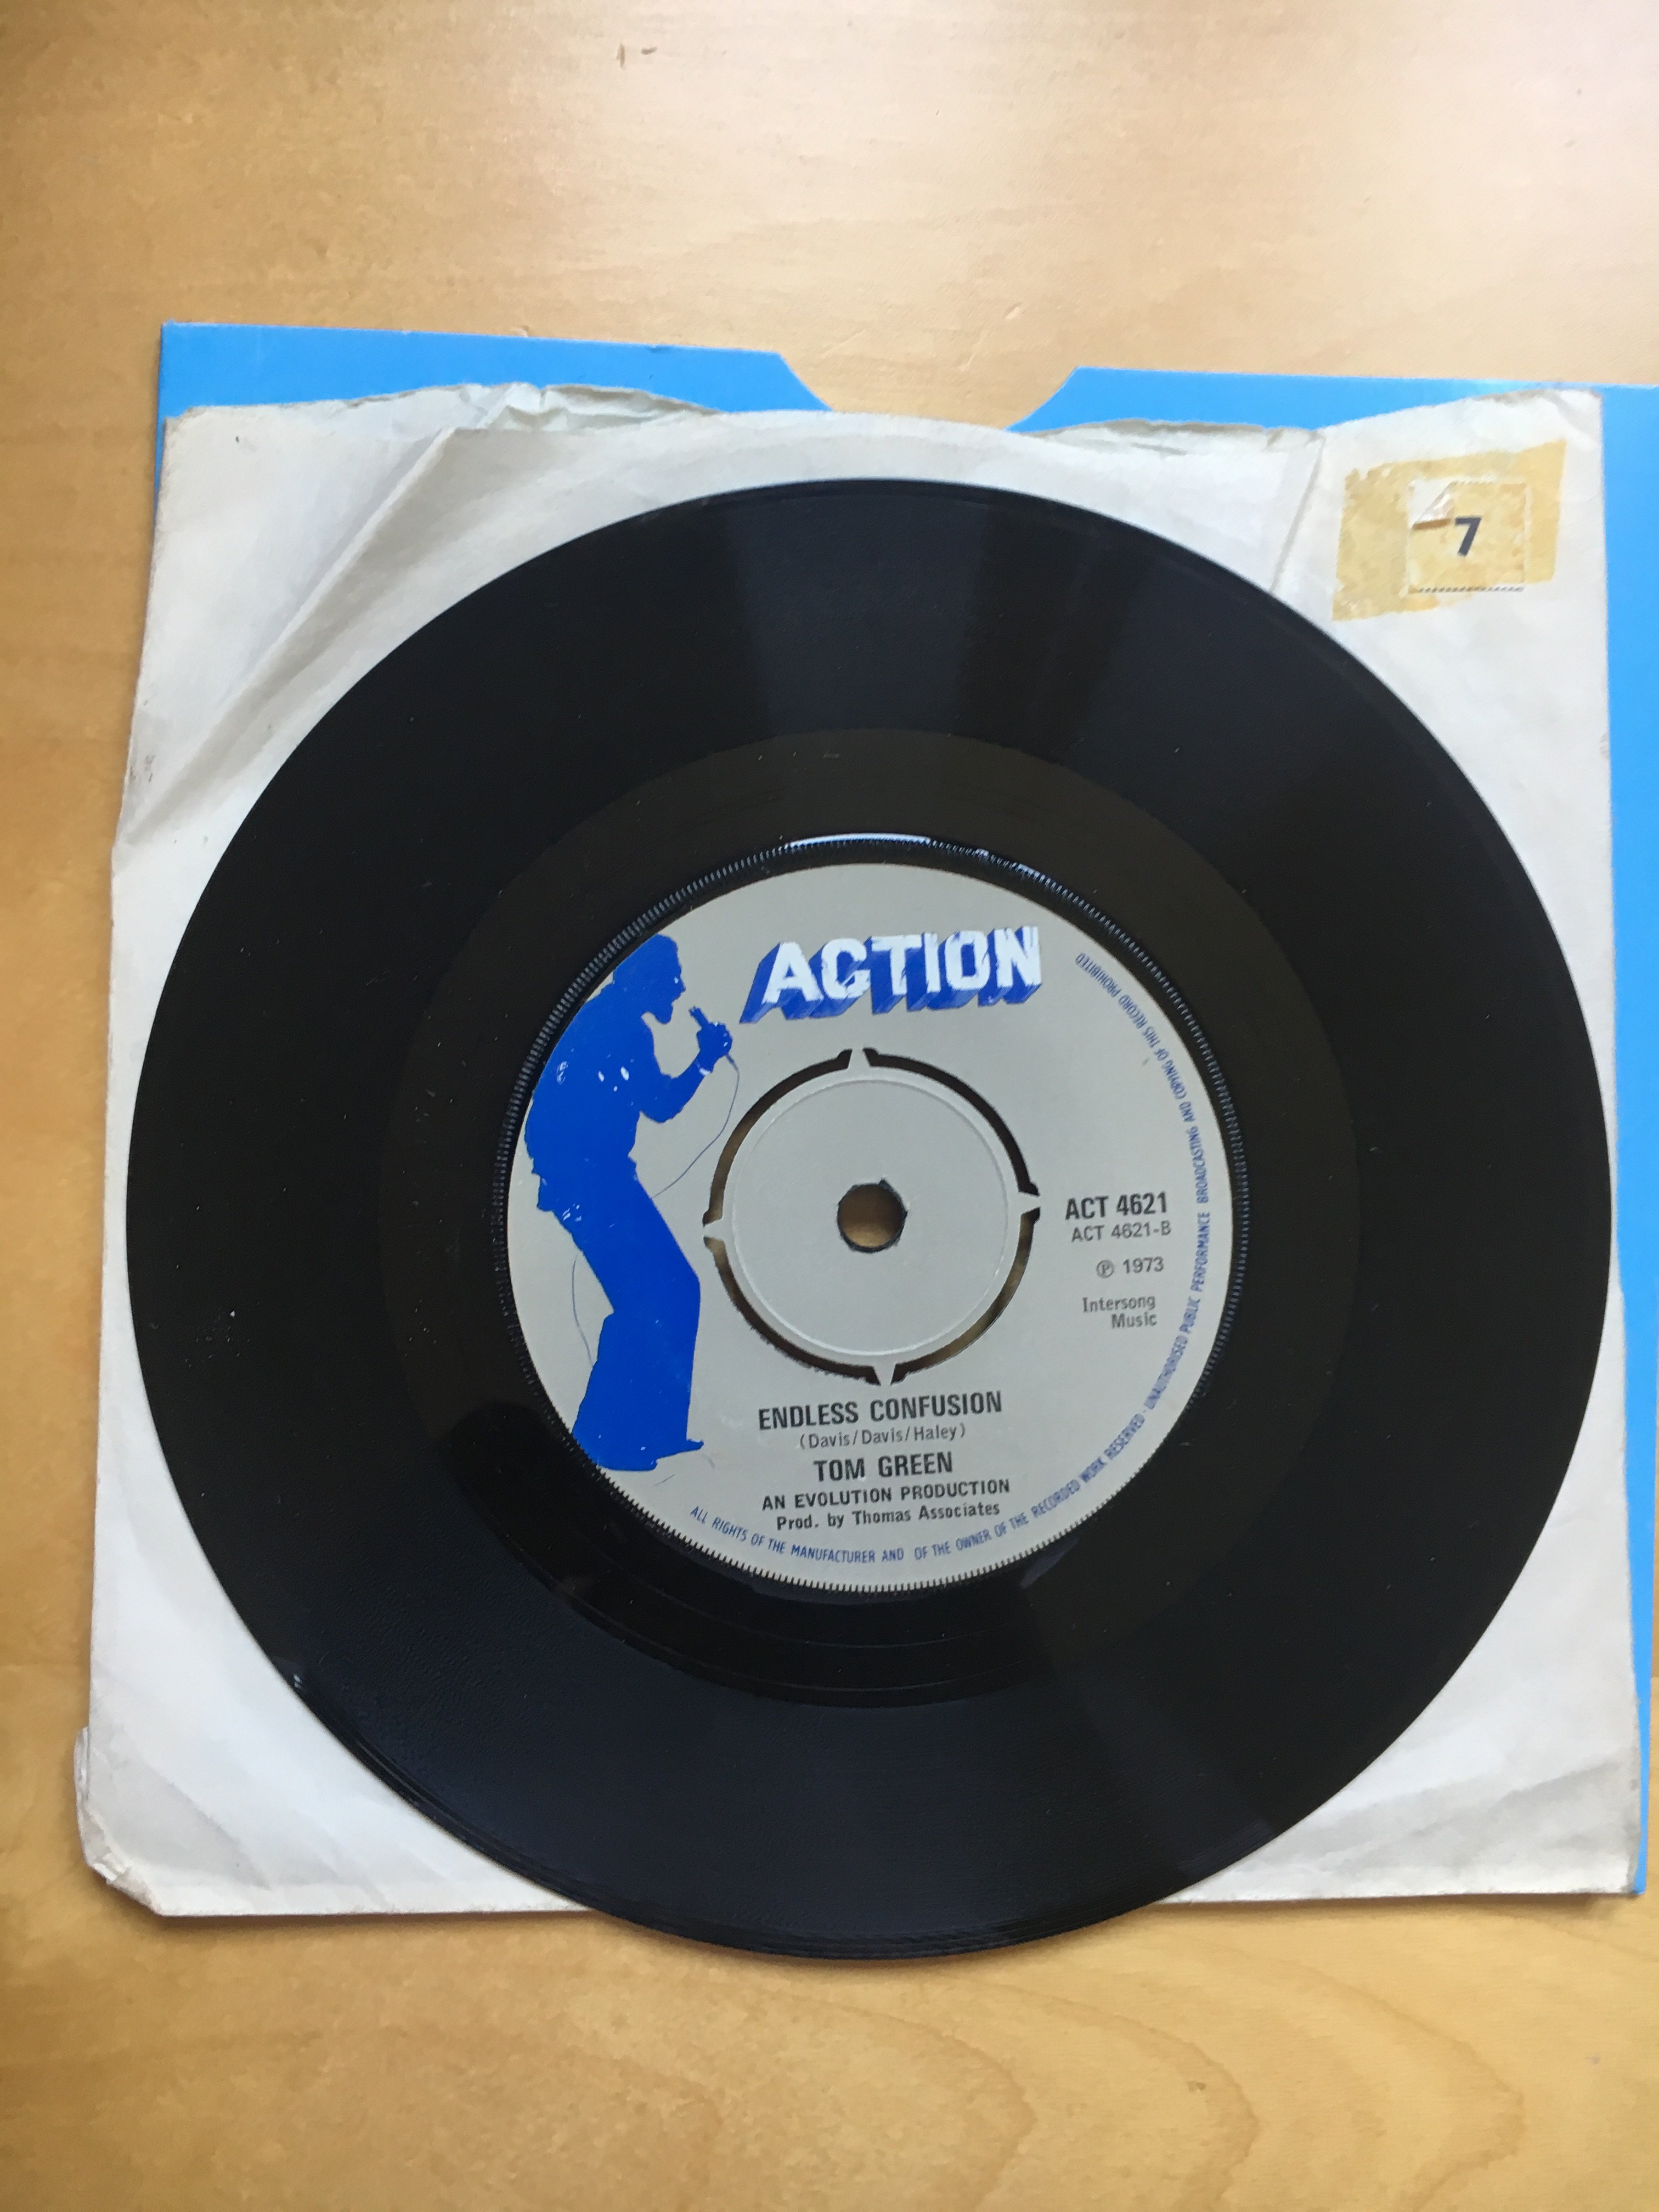 7
ACTION
ACT 4621
ACT 4621-B
℗ 1973
Intersong
Music
ENDLESS CONFUSION
(Davis/Davis/Haley)
TOM GREEN
AN EVOLUTION PRODUCTION
Prod. by Thomas Associates
ALL RIGHTS OF THE MANUFACTURER AND OF THE OWNER OF THE RECORDED WORK RESERVED · UNAUTHORISED PUBLIC PERFORMANCE BROADCASTING AND COPYING OF THIS RECORD PROHIBITED